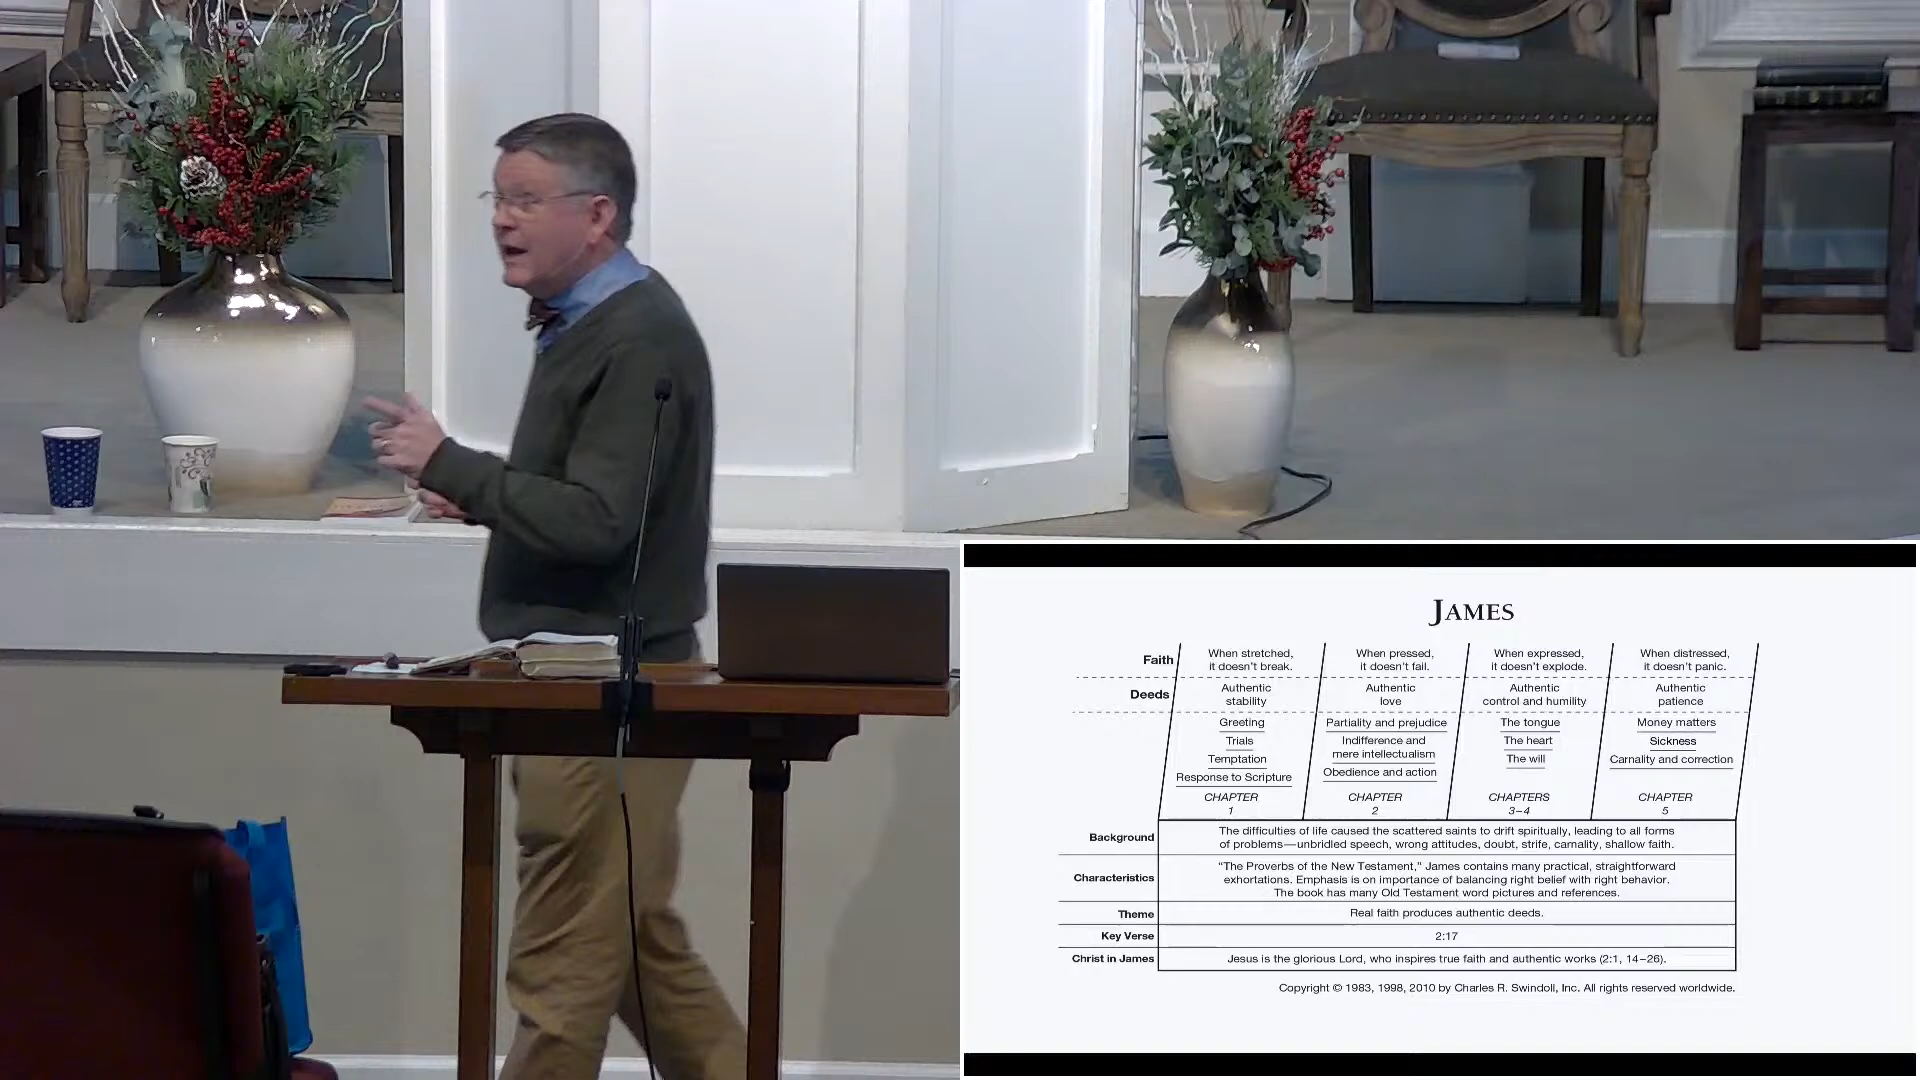 JAMES
Faith
When stretched,
it doesn't break.
When pressed,
it doesn't fail.
When expressed,
it doesn't explode.
When distressed,
it doesn't panic.
Deeds
Authentic
stability
Authentic
love
Authentic
control and humility
Authentic
patience
Greeting
Trials
Temptation
Response to Scripture
CHAPTER
1
Partiality and prejudice
Indifference and
mere intellectualism
Obedience and action
CHAPTER
2
The tongue
The heart
The will
CHAPTERS
3–4
Money matters
Sickness
Carnality and correction
CHAPTER
5
Background
The difficulties of life caused the scattered saints to drift spiritually, leading to all forms
of problems—unbridled speech, wrong attitudes, doubt, strife, carnality, shallow faith.
Characteristics
“The Proverbs of the New Testament,” James contains many practical, straightforward
exhortations. Emphasis is on importance of balancing right belief with right behavior.
The book has many Old Testament word pictures and references.
Theme
Real faith produces authentic deeds.
Key Verse
2:17
Christ in James
Jesus is the glorious Lord, who inspires true faith and authentic works (2:1, 14–26).
Copyright © 1983, 1998, 2010 by Charles R. Swindoll, Inc. All rights reserved worldwide.